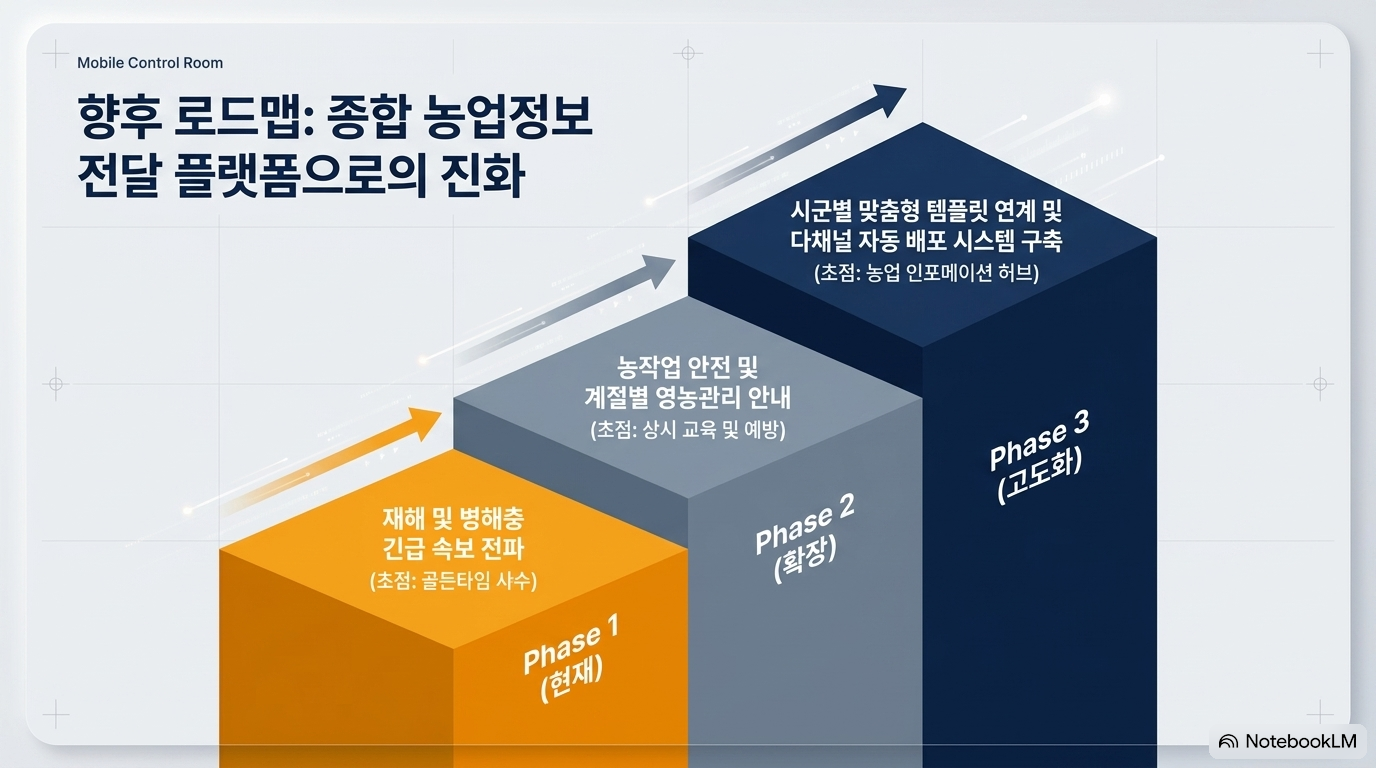 Mobile Control Room
향후 로드맵: 종합 농업정보
전달 플랫폼으로의 진화
재해 및 병해충
긴급 속보 전파
(초점: 골든타임 사수)
Phase 1
(현재)
농작업 안전 및
계절별 영농관리 안내
(초점: 상시 교육 및 예방)
Phase 2
(확장)
시군별 맞춤형 템플릿 연계 및
다채널 자동 배포 시스템 구축
(초점: 농업 인포메이션 허브)
Phase 3
(고도화)
NotebookLM